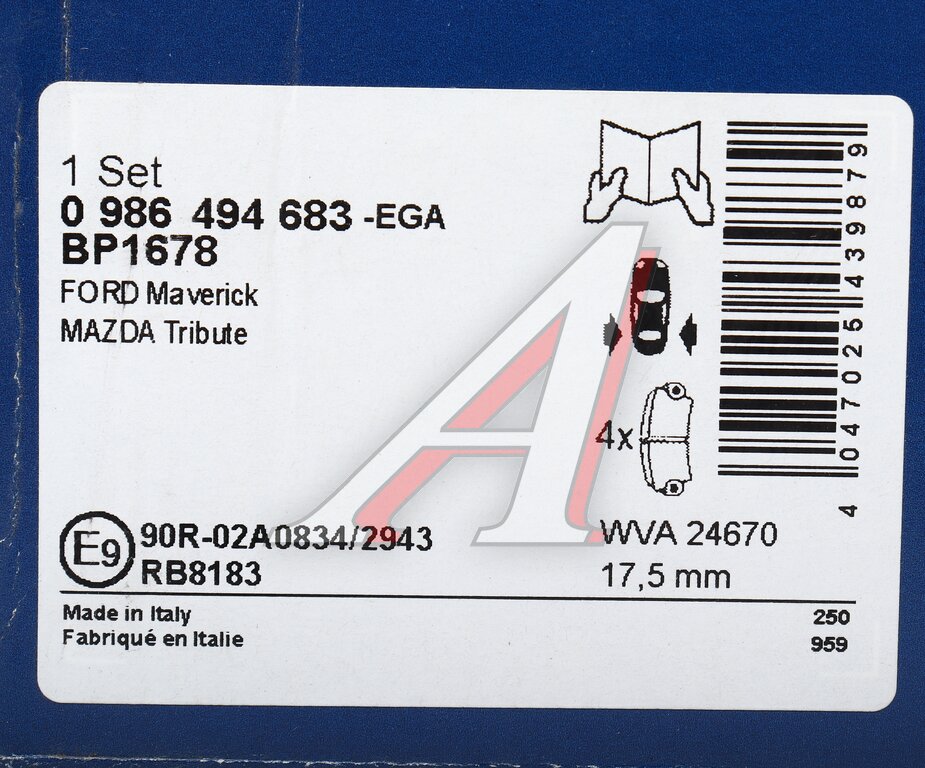 1 Set
0 986 494 683 -EGA
BP1678
FORD Maverick
MAZDA Tribute
4x
4 047025 439879
E9 90R-02A0834/2943
RB8183
WVA 24670
17,5 mm
Made in Italy
Fabriqué en Italie
250
959